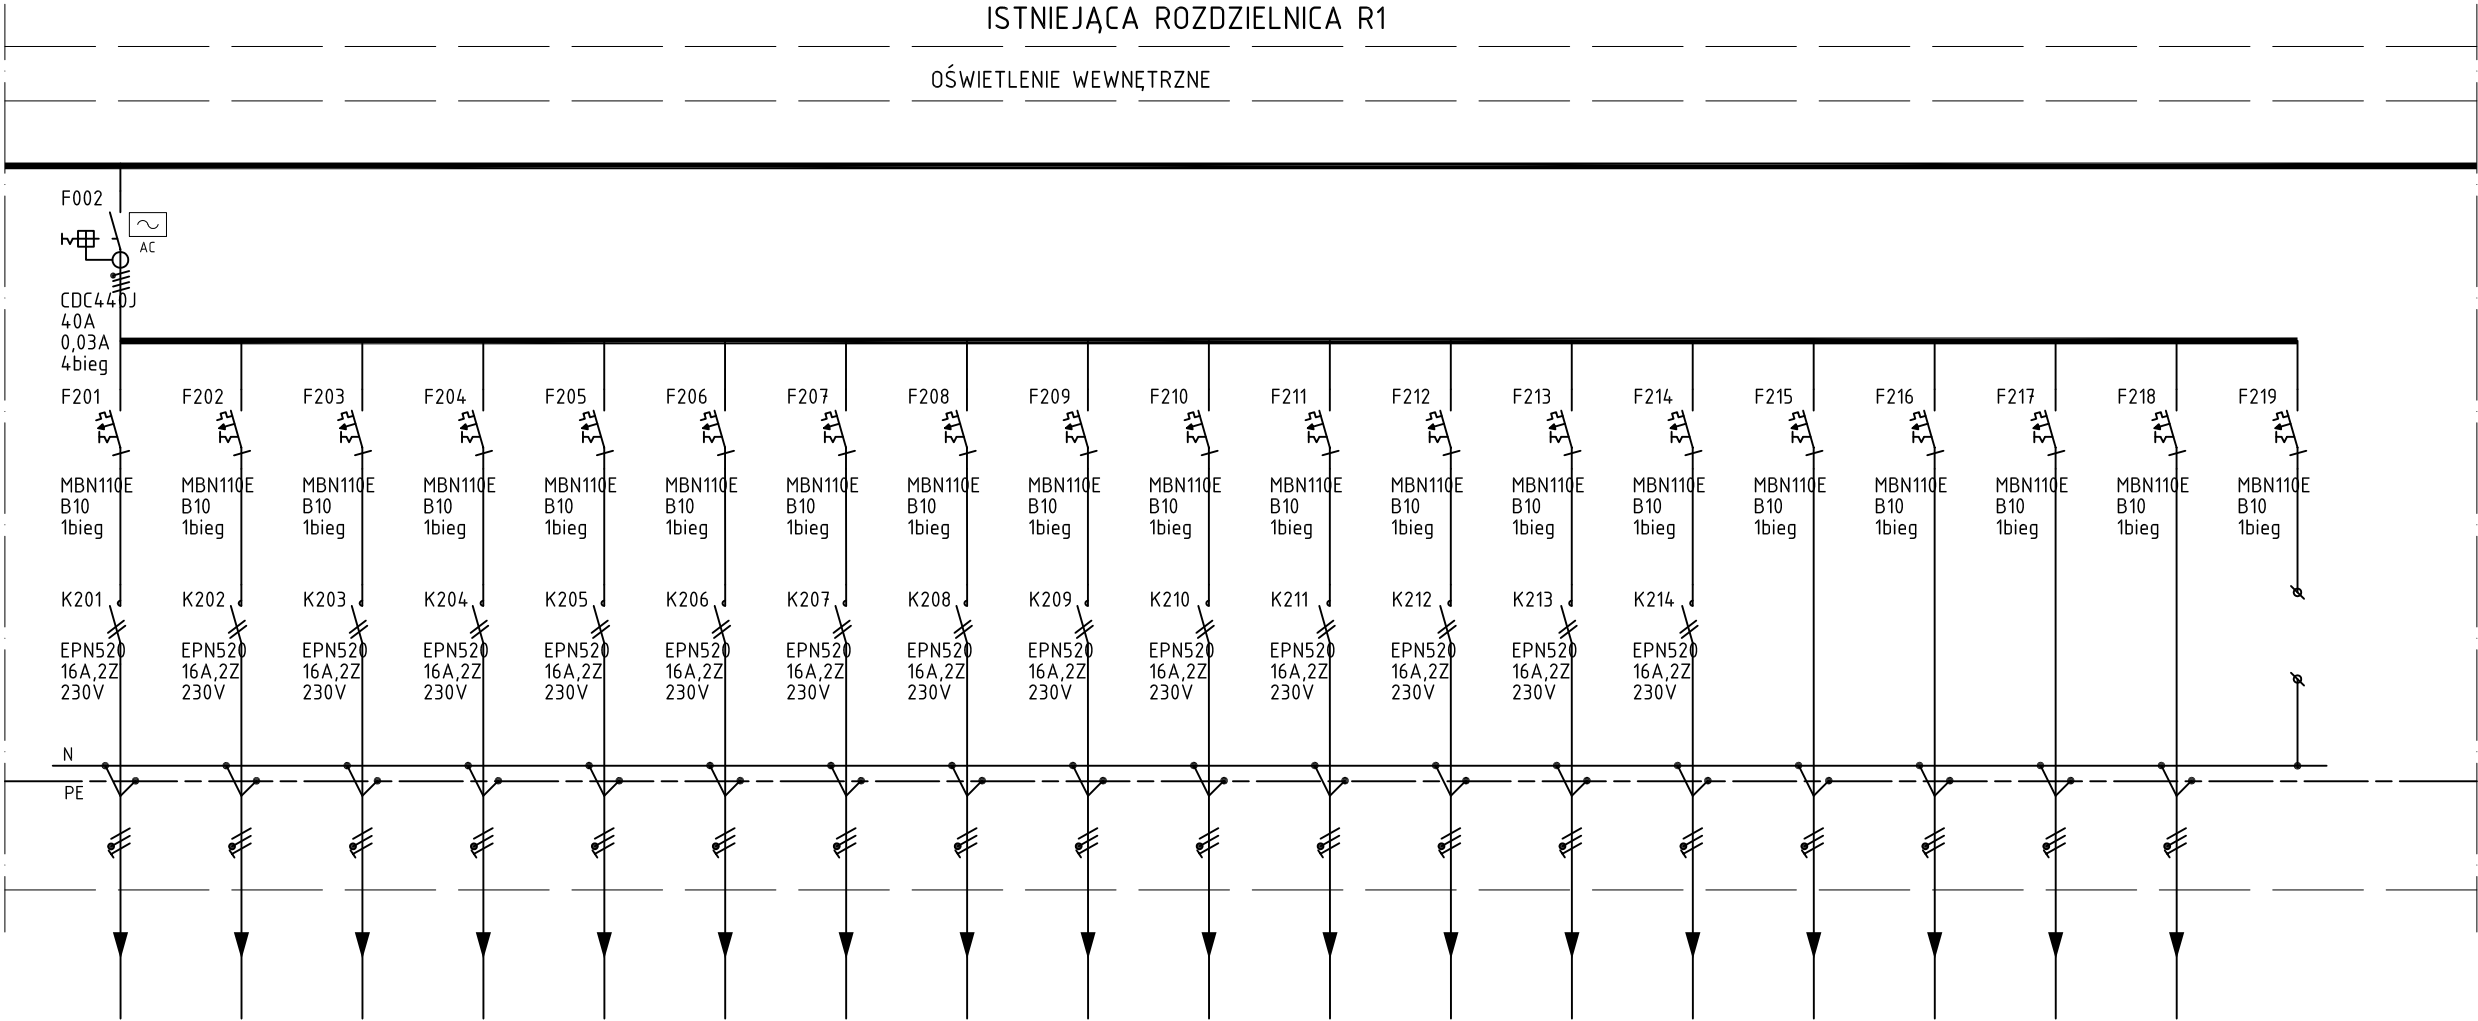 ISTNIEJĄCA ROZDZIELNICA R1
OŚWIETLENIE WEWNĘTRZNE
F002
AC
CDC440J
40A
0,03A
4bieg
F201 F202 F203 F204 F205 F206 F207 F208 F209 F210 F211 F212 F213 F214 F215 F216 F217 F218 F219
MBN110E MBN110E MBN110E MBN110E MBN110E MBN110E MBN110E MBN110E MBN110E MBN110E MBN110E MBN110E MBN110E MBN110E MBN110E MBN110E MBN110E MBN110E MBN110E
B10 B10 B10 B10 B10 B10 B10 B10 B10 B10 B10 B10 B10 B10 B10 B10 B10 B10 B10
1bieg 1bieg 1bieg 1bieg 1bieg 1bieg 1bieg 1bieg 1bieg 1bieg 1bieg 1bieg 1bieg 1bieg 1bieg 1bieg 1bieg 1bieg 1bieg
K201 K202 K203 K204 K205 K206 K207 K208 K209 K210 K211 K212 K213 K214
EPN520 EPN520 EPN520 EPN520 EPN520 EPN520 EPN520 EPN520 EPN520 EPN520 EPN520 EPN520 EPN520 EPN520
16A,2Z 16A,2Z 16A,2Z 16A,2Z 16A,2Z 16A,2Z 16A,2Z 16A,2Z 16A,2Z 16A,2Z 16A,2Z 16A,2Z 16A,2Z 16A,2Z
230V 230V 230V 230V 230V 230V 230V 230V 230V 230V 230V 230V 230V 230V
N
PE